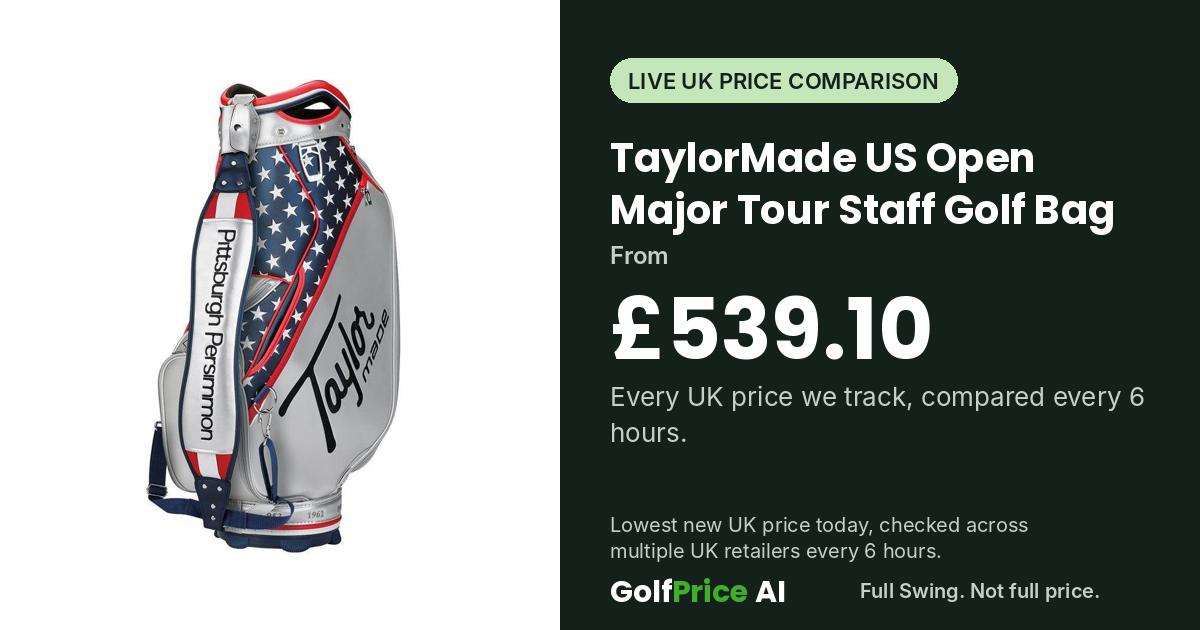 LIVE UK PRICE COMPARISON
TaylorMade US Open
Major Tour Staff Golf Bag
From
£539.10
Every UK price we track, compared every 6
hours.
Lowest new UK price today, checked across
multiple UK retailers every 6 hours.
GolfPrice AI
Full Swing. Not full price.
Pittsburgh Persimmon
Taylor
made
1962